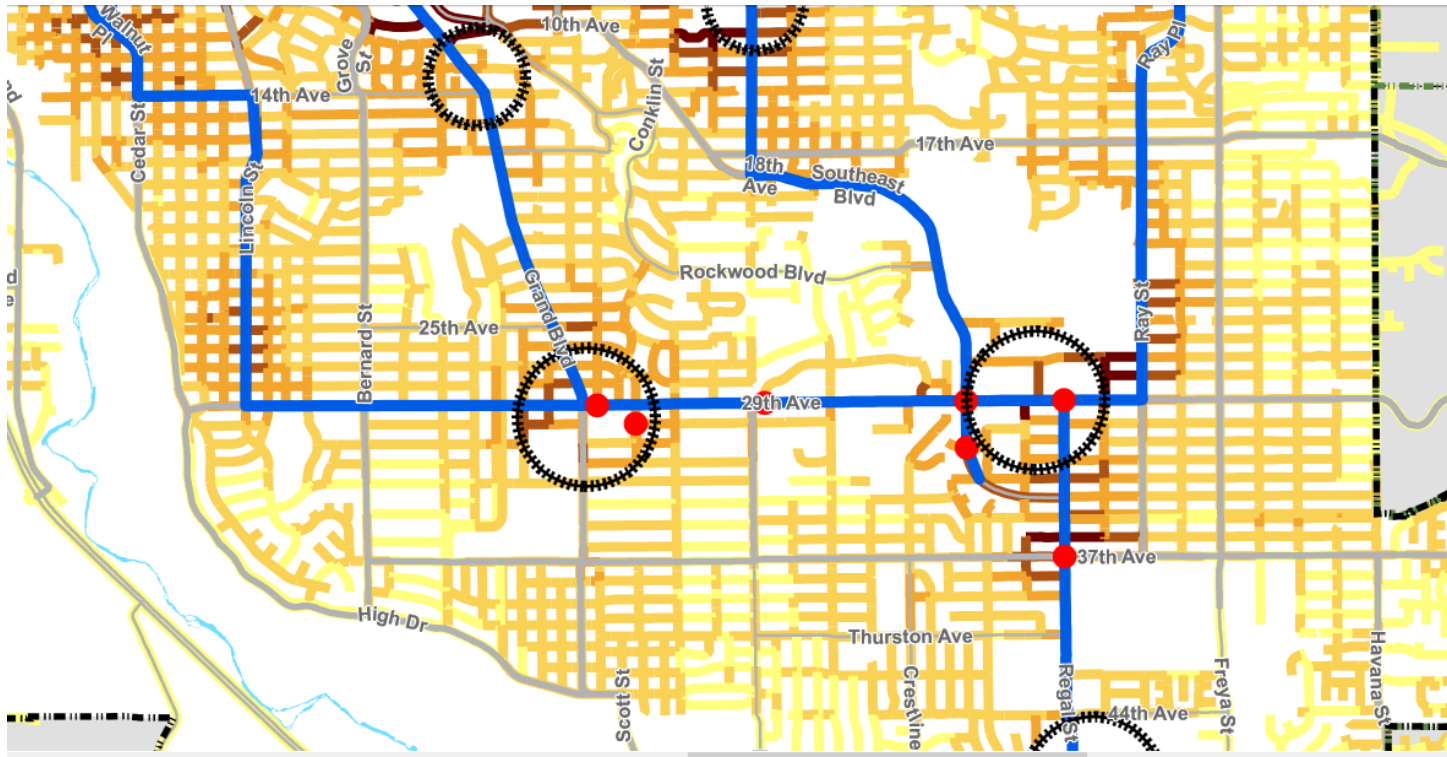 10th Ave
Walnut
Pl
Grove
St
Ray Pl
Conklin St
14th Ave
Cedar St
17th Ave
18th
Ave
Southeast
Blvd
Lincoln St
Rockwood Blvd
Grand Blvd
Ray St
25th Ave
Bernard St
29th Ave
37th Ave
High Dr
Thurston Ave
Scott St
Crestline
Regal St
Freya St
Havana St
44th Ave